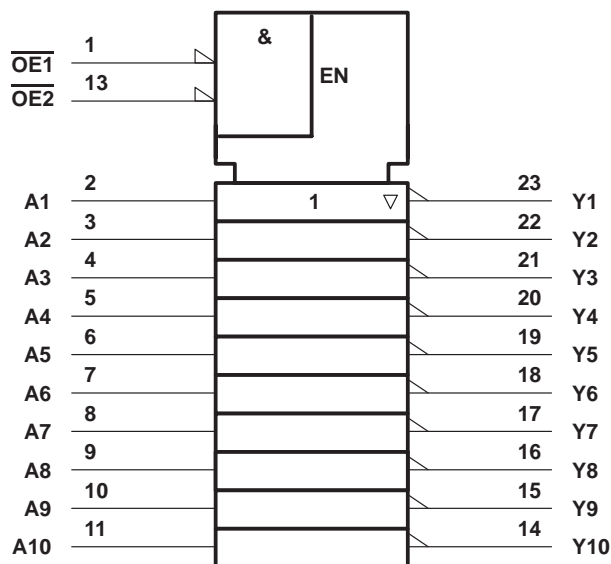 &
1
OE1
EN
13
OE2
2 23
A1 1 ▽ Y1
3 22
A2 Y2
4 21
A3 Y3
5 20
A4 Y4
6 19
A5 Y5
7 18
A6 Y6
8 17
A7 Y7
9 16
A8 Y8
10 15
A9 Y9
11 14
A10 Y10